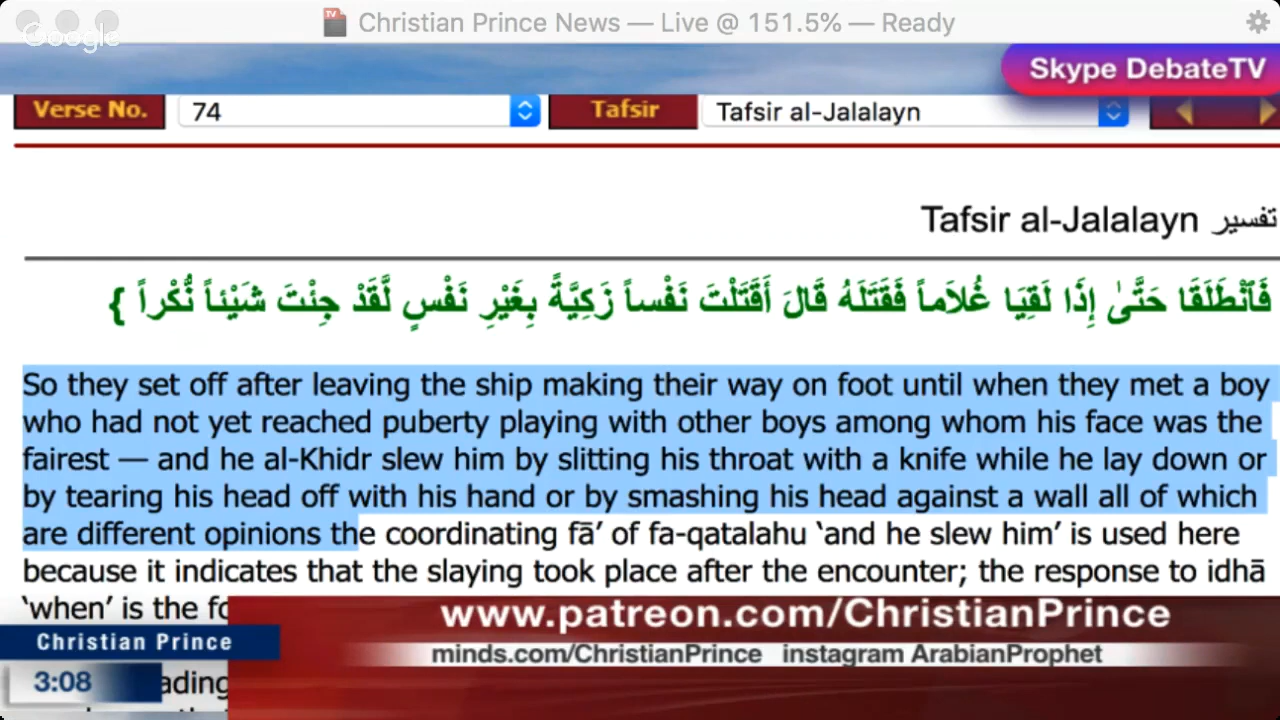 Christian Prince News — Live @ 151.5% — Ready
Google
Skype DebateTV
Verse No. 74 Tafsir Tafsir al-Jalalayn
Tafsir al-Jalalayn تفسير
فَٱنْطَلَقَا حَتَّىٰ إِذَا لَقِيَا غُلاَماً فَقَتَلَهُ قَالَ أَقَتَلْتَ نَفْساً زَكِيَّةً بِغَيْرِ نَفْسٍ لَّقَدْ جِئْتَ شَيْئاً نُّكْراً }
So they set off after leaving the ship making their way on foot until when they met a boy
who had not yet reached puberty playing with other boys among whom his face was the
fairest — and he al-Khidr slew him by slitting his throat with a knife while he lay down or
by tearing his head off with his hand or by smashing his head against a wall all of which
are different opinions the coordinating fā’ of fa-qatalahu ‘and he slew him’ is used here
because it indicates that the slaying took place after the encounter; the response to idhā
‘when’ is the fo
www.patreon.com/ChristianPrince
Christian Prince
minds.com/ChristianPrince instagram ArabianProphet
3:08
ading